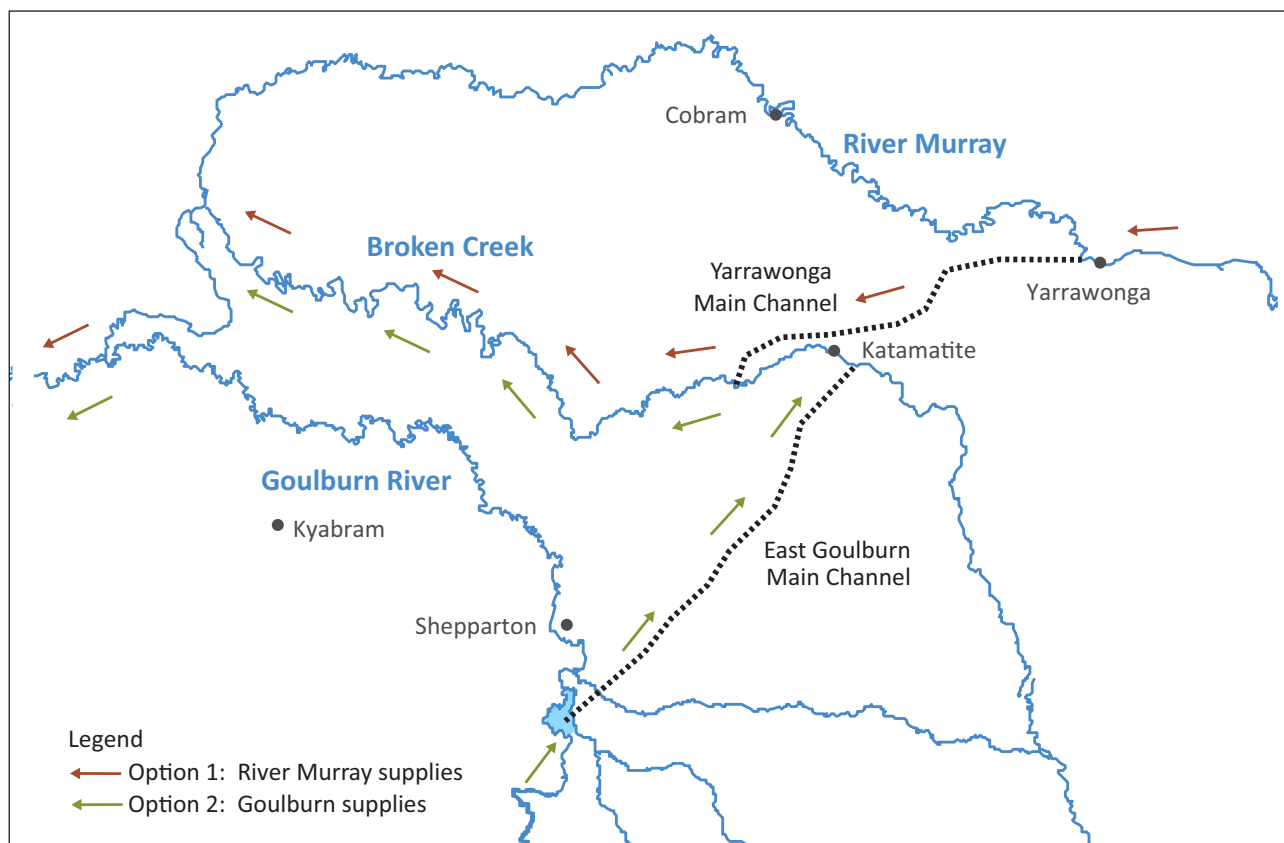 Cobram
River Murray
Broken Creek
Yarrawonga
Main Channel
Yarrawonga
Katamatite
Goulburn River
Kyabram
East Goulburn
Main Channel
Shepparton
Legend
Option 1: River Murray supplies
Option 2: Goulburn supplies